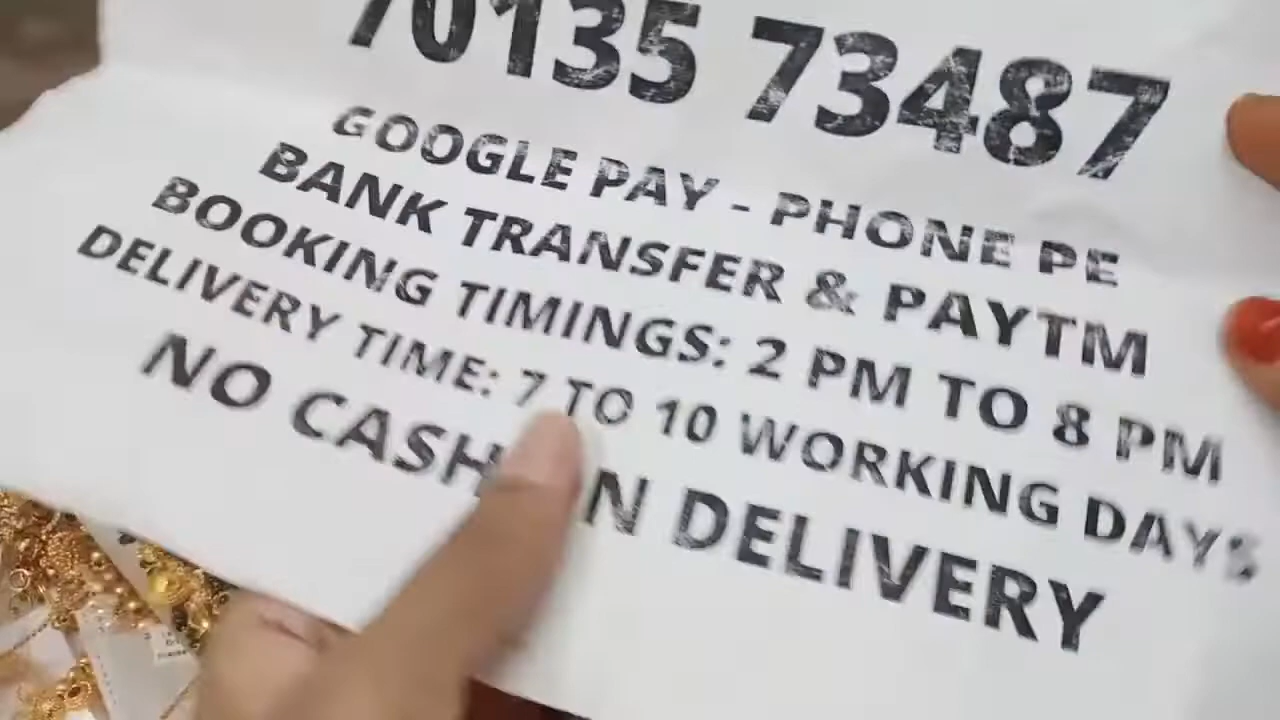 70135 73487
GOOGLE PAY - PHONE PE
BANK TRANSFER & PAYTM
BOOKING TIMINGS: 2 PM TO 8 PM
DELIVERY TIME: 7 TO 10 WORKING DAYS
NO CASH ON DELIVERY